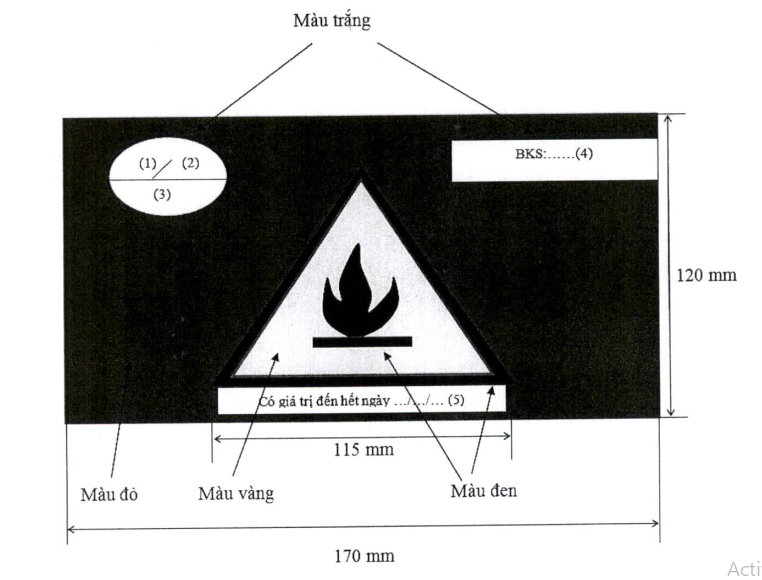 Màu trắng
(1) / (2)
(3)
BKS:......(4)
120 mm
Có giá trị đến hết ngày .../.../... (5)
115 mm
Màu đỏ
Màu vàng
Màu đen
170 mm
Acti